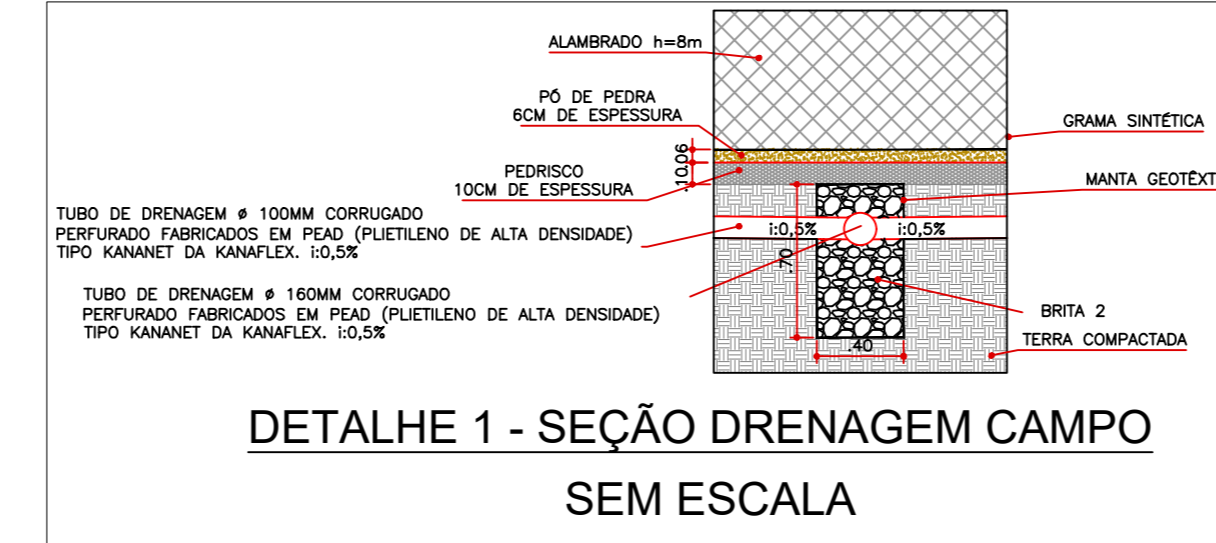 ALAMBRADO h=8m
PÓ DE PEDRA
6CM DE ESPESSURA
GRAMA SINTÉTICA
.10
.06
PEDRISCO
10CM DE ESPESSURA
MANTA GEOTÊXT
TUBO DE DRENAGEM ø 100MM CORRUGADO
PERFURADO FABRICADOS EM PEAD (PLIETILENO DE ALTA DENSIDADE)
TIPO KANANET DA KANAFLEX. i:0,5%
i:0,5%
i:0,5%
.70
TUBO DE DRENAGEM ø 160MM CORRUGADO
PERFURADO FABRICADOS EM PEAD (PLIETILENO DE ALTA DENSIDADE)
TIPO KANANET DA KANAFLEX. i:0,5%
BRITA 2
TERRA COMPACTADA
.40
DETALHE 1 - SEÇÃO DRENAGEM CAMPO
SEM ESCALA